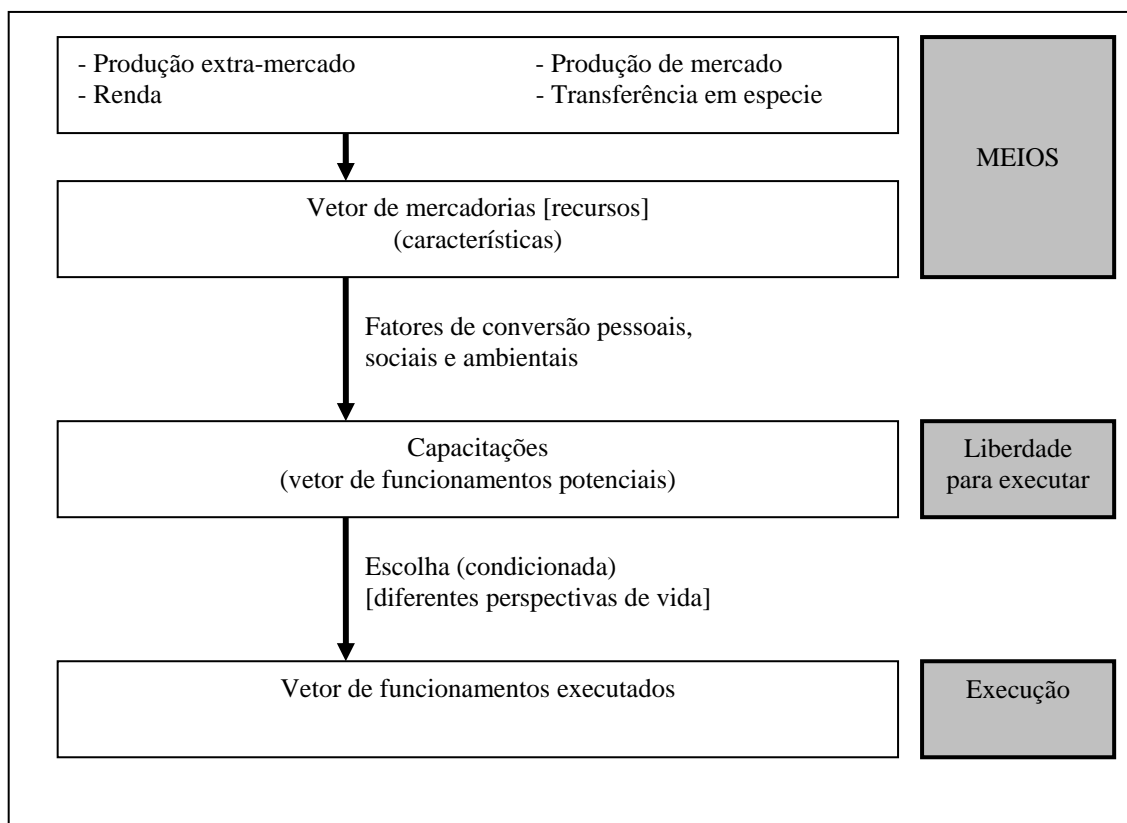 - Produção extra-mercado
- Produção de mercado
- Renda
- Transferência em especie
MEIOS
Vetor de mercadorias [recursos]
(características)
Fatores de conversão pessoais,
sociais e ambientais
Capacitações
(vetor de funcionamentos potenciais)
Liberdade
para executar
Escolha (condicionada)
[diferentes perspectivas de vida]
Vetor de funcionamentos executados
Execução